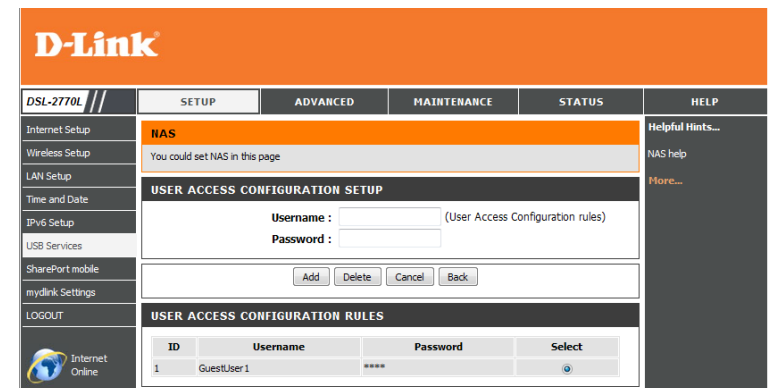 D-Link
DSL-2770L // SETUP ADVANCED MAINTENANCE STATUS HELP
Internet Setup
Wireless Setup
LAN Setup
Time and Date
IPv6 Setup
USB Services
SharePort mobile
mydlink Settings
LOGOUT
Internet
Online
NAS
You could set NAS in this page
USER ACCESS CONFIGURATION SETUP
Username : (User Access Configuration rules)
Password :
Add Delete Cancel Back
USER ACCESS CONFIGURATION RULES
ID Username Password Select
1 GuestUser1 ****
Helpful Hints...
NAS help
More...